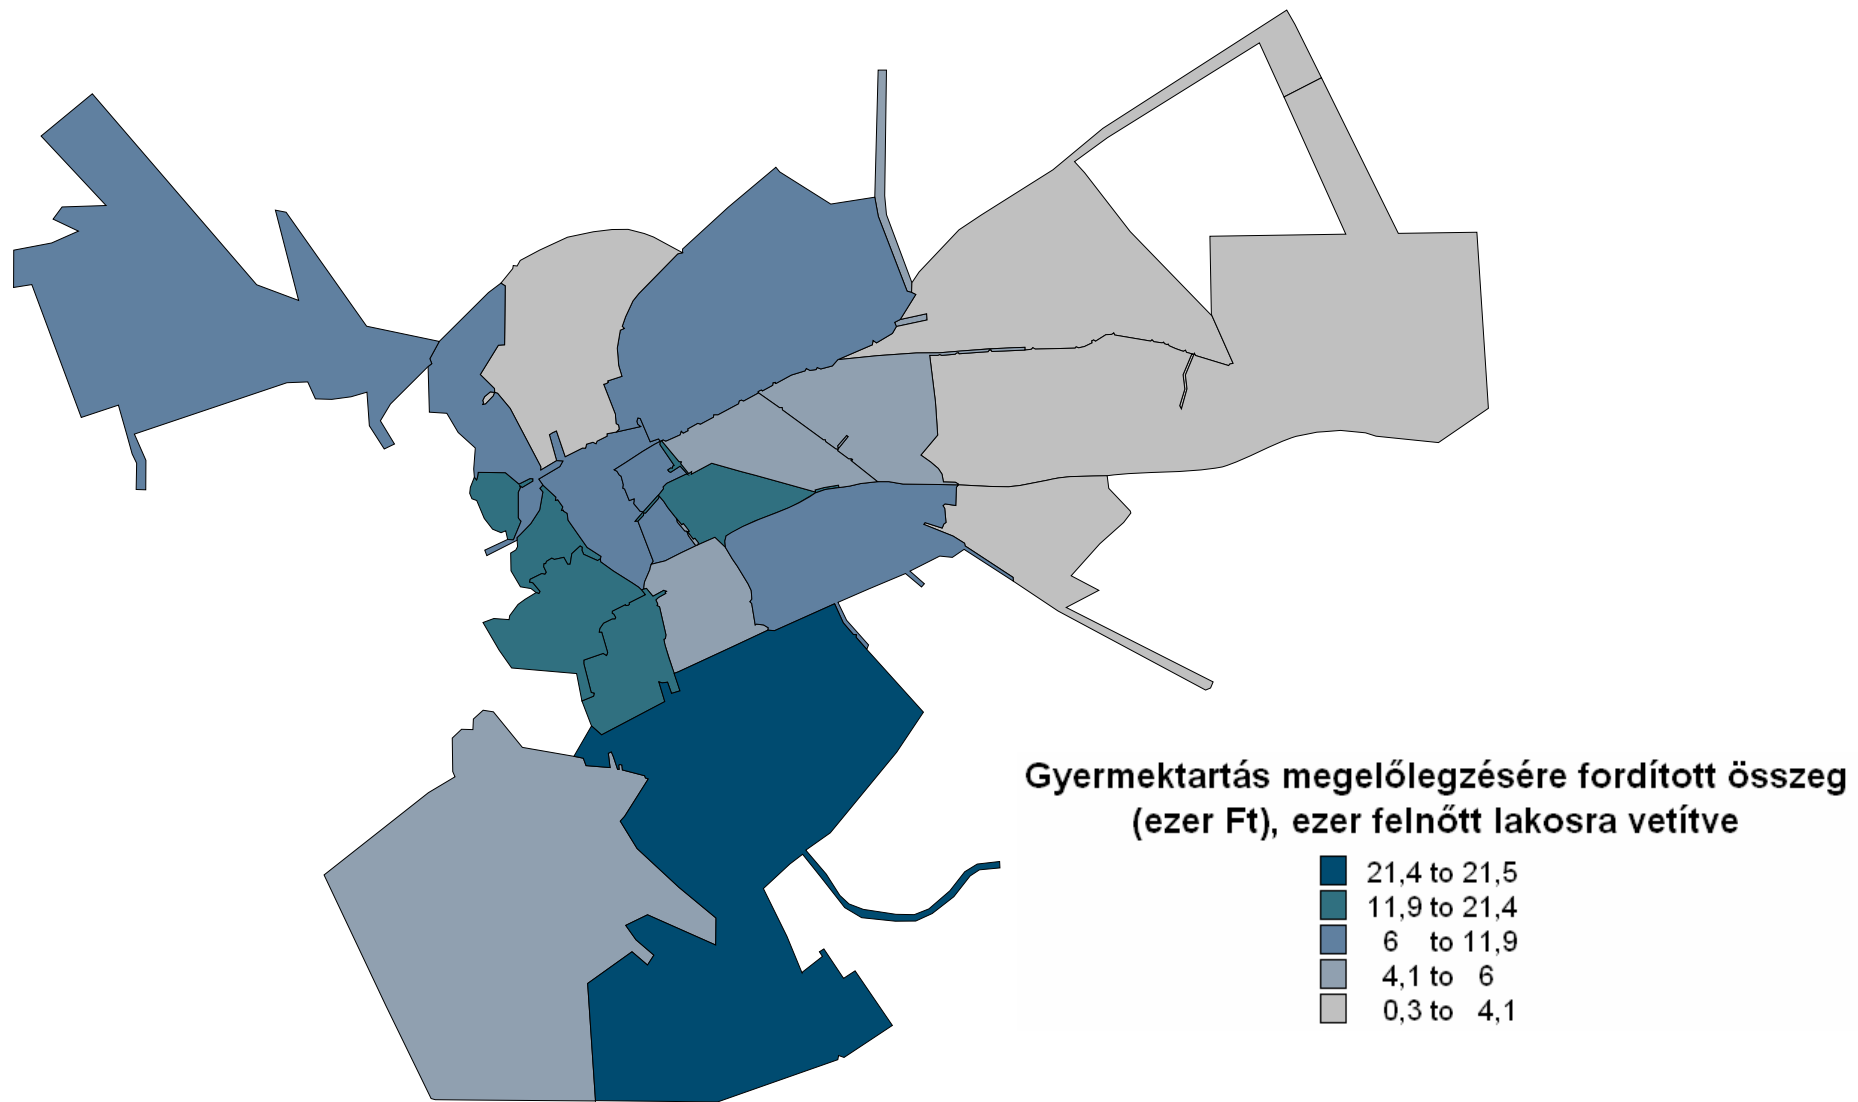 Gyermektartás megelőlegzésére fordított összeg
(ezer Ft), ezer felnőtt lakosra vetítve
21,4 to 21,5
11,9 to 21,4
6 to 11,9
4,1 to 6
0,3 to 4,1